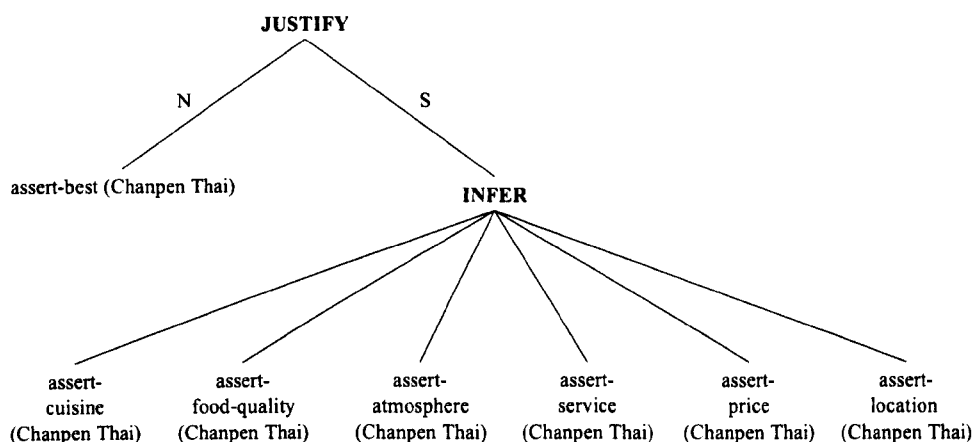 JUSTIFY
N
S
assert-best (Chanpen Thai)
INFER
assert- assert- assert- assert- assert- assert-
cuisine food-quality atmosphere service price location
(Chanpen Thai) (Chanpen Thai) (Chanpen Thai) (Chanpen Thai) (Chanpen Thai) (Chanpen Thai)